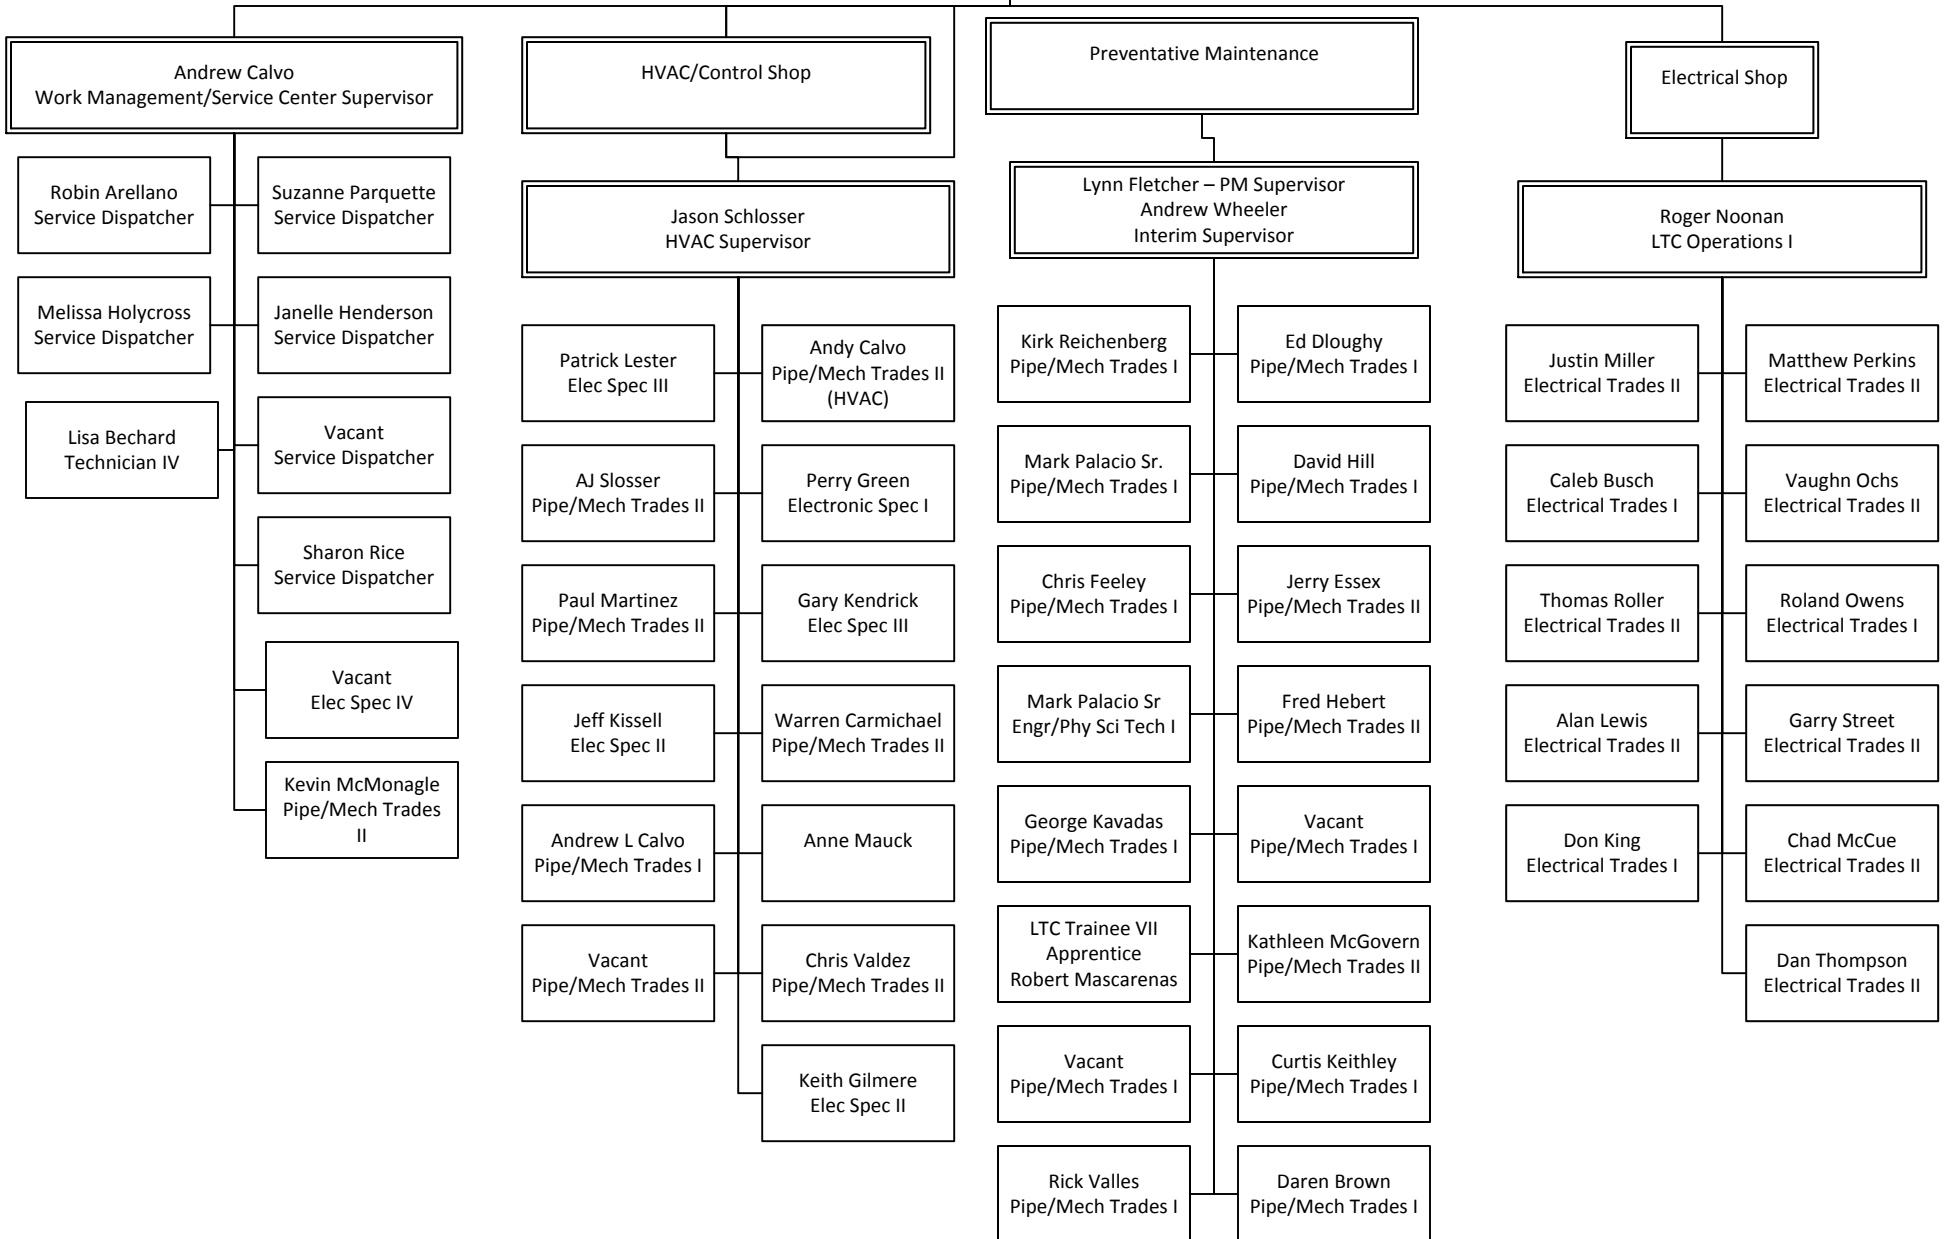 Andrew Calvo
Work Management/Service Center Supervisor
Robin Arellano
Service Dispatcher
Suzanne Parquette
Service Dispatcher
Melissa Holycross
Service Dispatcher
Janelle Henderson
Service Dispatcher
Lisa Bechard
Technician IV
Vacant
Service Dispatcher
Sharon Rice
Service Dispatcher
Vacant
Elec Spec IV
Kevin McMonagle
Pipe/Mech Trades
II
HVAC/Control Shop
Jason Schlosser
HVAC Supervisor
Patrick Lester
Elec Spec III
Andy Calvo
Pipe/Mech Trades II
(HVAC)
AJ Slosser
Pipe/Mech Trades II
Perry Green
Electronic Spec I
Paul Martinez
Pipe/Mech Trades II
Gary Kendrick
Elec Spec III
Jeff Kissell
Elec Spec II
Warren Carmichael
Pipe/Mech Trades II
Andrew L Calvo
Pipe/Mech Trades I
Anne Mauck
Vacant
Pipe/Mech Trades II
Chris Valdez
Pipe/Mech Trades II
Keith Gilmere
Elec Spec II
Preventative Maintenance
Lynn Fletcher – PM Supervisor
Andrew Wheeler
Interim Supervisor
Kirk Reichenberg
Pipe/Mech Trades I
Ed Dloughy
Pipe/Mech Trades I
Mark Palacio Sr.
Pipe/Mech Trades I
David Hill
Pipe/Mech Trades I
Chris Feeley
Pipe/Mech Trades I
Jerry Essex
Pipe/Mech Trades II
Mark Palacio Sr
Engr/Phy Sci Tech I
Fred Hebert
Pipe/Mech Trades II
George Kavadas
Pipe/Mech Trades I
Vacant
Pipe/Mech Trades I
LTC Trainee VII
Apprentice
Robert Mascarenas
Kathleen McGovern
Pipe/Mech Trades II
Vacant
Pipe/Mech Trades I
Curtis Keithley
Pipe/Mech Trades I
Rick Valles
Pipe/Mech Trades I
Daren Brown
Pipe/Mech Trades I
Electrical Shop
Roger Noonan
LTC Operations I
Justin Miller
Electrical Trades II
Matthew Perkins
Electrical Trades II
Caleb Busch
Electrical Trades I
Vaughn Ochs
Electrical Trades II
Thomas Roller
Electrical Trades II
Roland Owens
Electrical Trades I
Alan Lewis
Electrical Trades II
Garry Street
Electrical Trades II
Don King
Electrical Trades I
Chad McCue
Electrical Trades II
Dan Thompson
Electrical Trades II